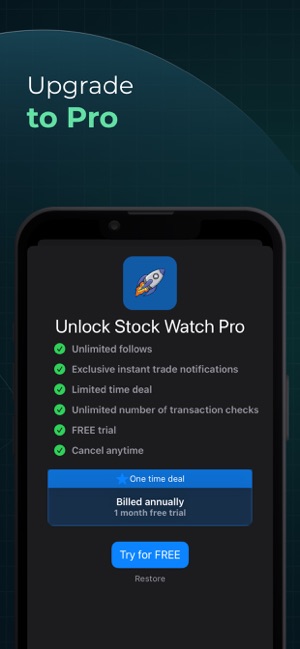 Upgrade
to Pro
Unlock Stock Watch Pro
Unlimited follows
Exclusive instant trade notifications
Limited time deal
Unlimited number of transaction checks
FREE trial
Cancel anytime
One time deal
Billed annually
1 month free trial
Try for FREE
Restore